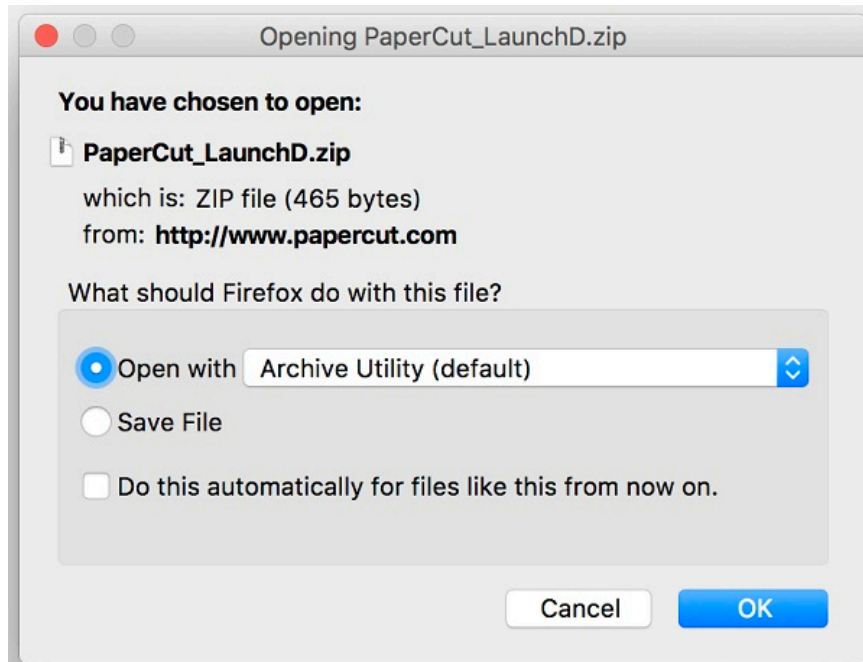 Opening PaperCut_LaunchD.zip
You have chosen to open:
PaperCut_LaunchD.zip
which is: ZIP file (465 bytes)
from: http://www.papercut.com
What should Firefox do with this file?
Open with Archive Utility (default)
Save File
Do this automatically for files like this from now on.
Cancel OK